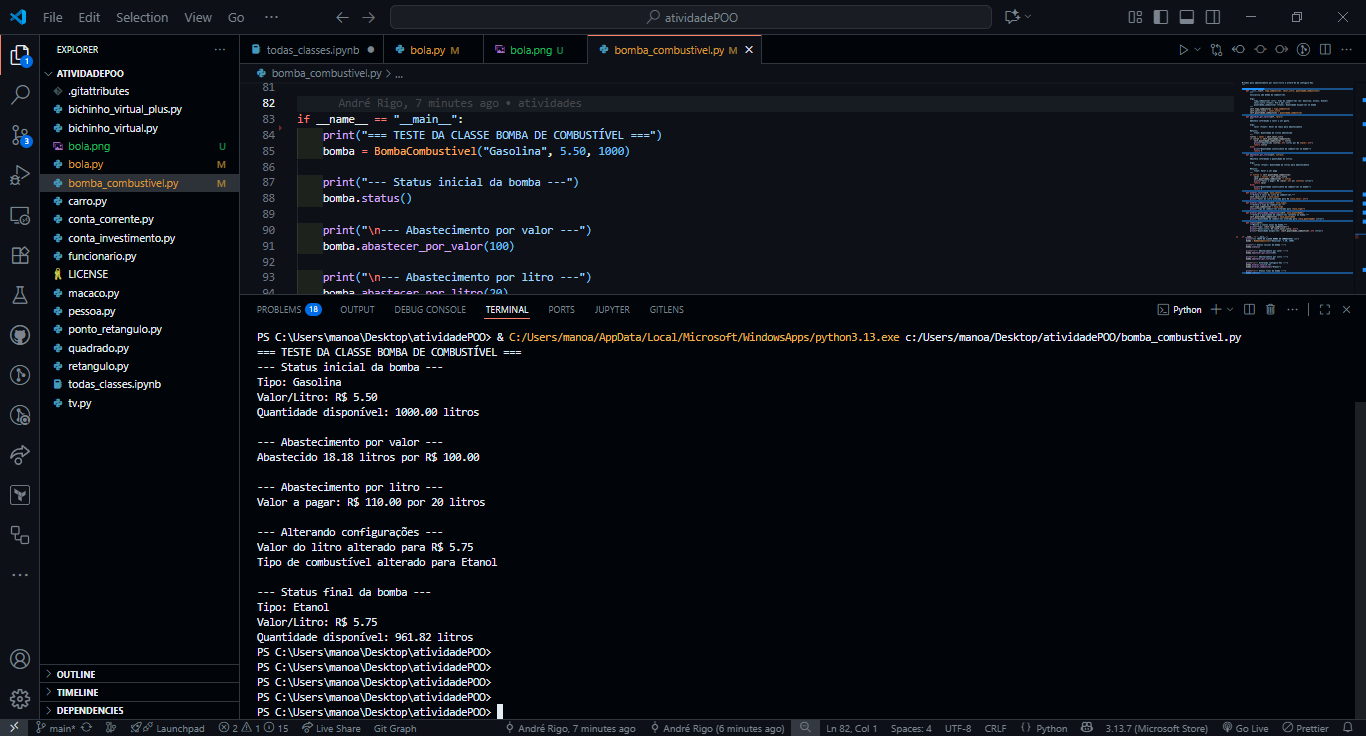 File Edit Selection View Go ··· atividadePOO
EXPLORER ···
ATIVIDADEPOO
.gitattributes
bichinho_virtual_plus.py
bichinho_virtual.py
bola.png U
bola.py M
bomba_combustivel.py M
carro.py
conta_corrente.py
conta_investimento.py
funcionario.py
LICENSE
macaco.py
pessoa.py
ponto_retangulo.py
quadrado.py
retangulo.py
todas_classes.ipynb
tv.py
OUTLINE
TIMELINE
DEPENDENCIES
1
3
todas_classes.ipynb bola.py M bola.png U bomba_combustivel.py M
bomba_combustivel.py > ...
81
82 André Rigo, 7 minutes ago • atividades
83 if __name__ == "__main__":
84 print("=== TESTE DA CLASSE BOMBA DE COMBUSTÍVEL ===")
85 bomba = BombaCombustivel("Gasolina", 5.50, 1000)
86
87 print("--- Status inicial da bomba ---")
88 bomba.status()
89
90 print("\n--- Abastecimento por valor ---")
91 bomba.abastecer_por_valor(100)
92
93 print("\n--- Abastecimento por litro ---")
94 bomba.abastecer_por_litro(20)
PROBLEMS 18 OUTPUT DEBUG CONSOLE TERMINAL PORTS JUPYTER GITLENS Python
PS C:\Users\manoa\Desktop\atividadePOO> & C:/Users/manoa/AppData/Local/Microsoft/WindowsApps/python3.13.exe c:/Users/manoa/Desktop/atividadePOO/bomba_combustivel.py
=== TESTE DA CLASSE BOMBA DE COMBUSTÍVEL ===
--- Status inicial da bomba ---
Tipo: Gasolina
Valor/Litro: R$ 5.50
Quantidade disponível: 1000.00 litros
--- Abastecimento por valor ---
Abastecido 18.18 litros por R$ 100.00
--- Abastecimento por litro ---
Valor a pagar: R$ 110.00 por 20 litros
--- Alterando configurações ---
Valor do litro alterado para R$ 5.75
Tipo de combustível alterado para Etanol
--- Status final da bomba ---
Tipo: Etanol
Valor/Litro: R$ 5.75
Quantidade disponível: 961.82 litros
PS C:\Users\manoa\Desktop\atividadePOO>
PS C:\Users\manoa\Desktop\atividadePOO>
PS C:\Users\manoa\Desktop\atividadePOO>
PS C:\Users\manoa\Desktop\atividadePOO>
PS C:\Users\manoa\Desktop\atividadePOO>
main* Launchpad 2 1 15 Live Share Git Graph André Rigo, 7 minutes ago André Rigo (6 minutes ago) Ln 82, Col 1 Spaces: 4 UTF-8 CRLF { } Python 3.13.7 (Microsoft Store) Go Live Prettier